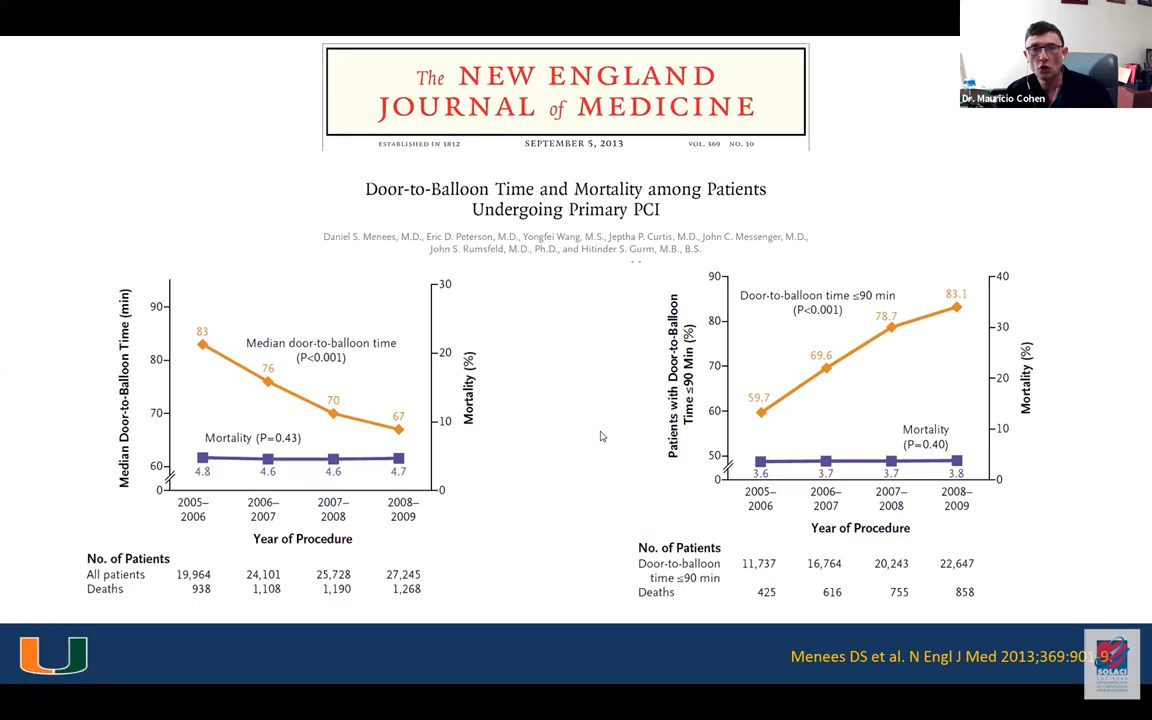 Dr. Mauricio Cohen
The NEW ENGLAND
JOURNAL of MEDICINE
ESTABLISHED IN 1812
SEPTEMBER 5, 2013
VOL. 369 NO. 10
Door-to-Balloon Time and Mortality among Patients
Undergoing Primary PCI
Daniel S. Menees, M.D., Eric D. Peterson, M.D., Yongfei Wang, M.S., Jeptha P. Curtis, M.D., John C. Messenger, M.D.,
John S. Rumsfeld, M.D., Ph.D., and Hitinder S. Gurm, M.B., B.S.
Median Door-to-Balloon Time (min)
90
80
70
60
0
83
76
70
67
Median door-to-balloon time
(P<0.001)
Mortality (P=0.43)
4.8
4.6
4.6
4.7
30
20
10
0
Mortality (%)
2005–
2006
2006–
2007
2007–
2008
2008–
2009
Year of Procedure
No. of Patients
All patients 19,964 24,101 25,728 27,245
Deaths 938 1,108 1,190 1,268
Patients with Door-to-Balloon
Time ≤90 Min (%)
90
80
70
60
50
0
Door-to-balloon time ≤90 min
(P<0.001)
59.7
69.6
78.7
83.1
Mortality
(P=0.40)
3.6
3.7
3.7
3.8
40
30
20
10
0
Mortality (%)
2005–
2006
2006–
2007
2007–
2008
2008–
2009
Year of Procedure
No. of Patients
Door-to-balloon 11,737 16,764 20,243 22,647
time ≤90 min
Deaths 425 616 755 858
Menees DS et al. N Engl J Med 2013;369:901-9
SOLACI